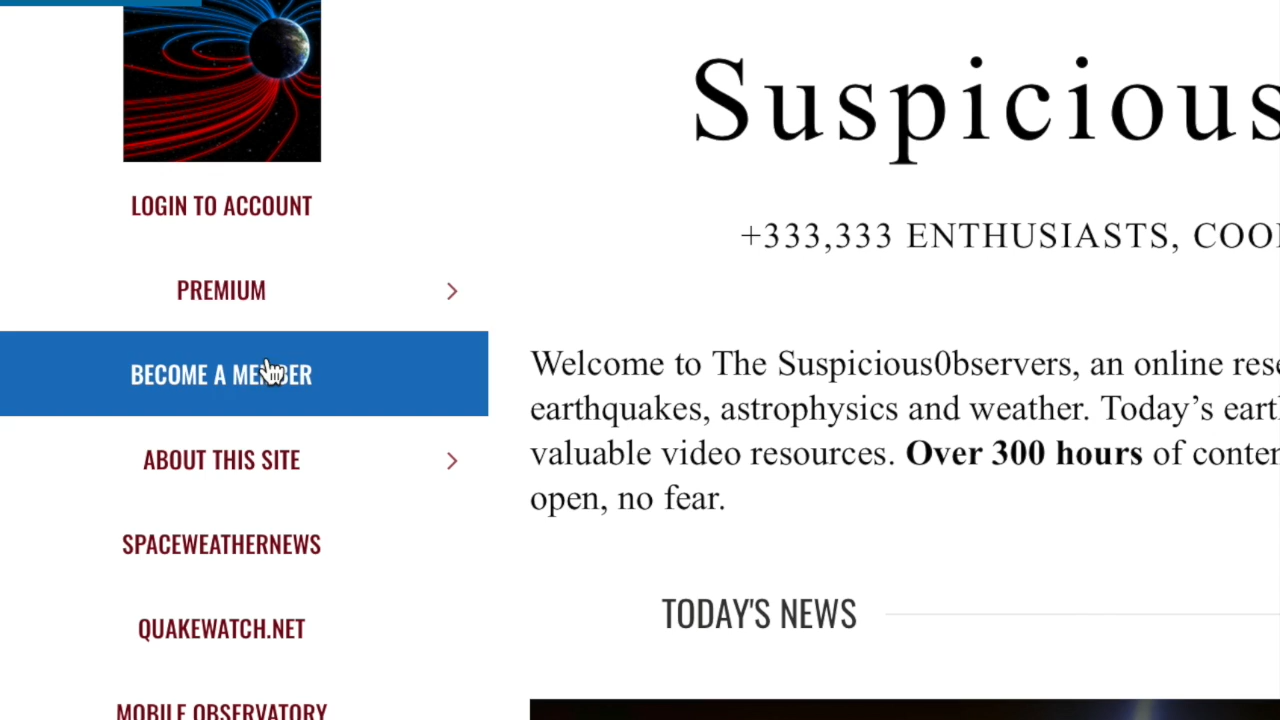 Suspicious
LOGIN TO ACCOUNT
+333,333 ENTHUSIASTS,
PREMIUM
BECOME A MEMBER
Welcome to The Suspicious0bservers, an online
earthquakes, astrophysics and weather. Today’s
valuable video resources. Over 300 hours of
open, no fear.
ABOUT THIS SITE
SPACEWEATHERNEWS
TODAY'S NEWS
QUAKEWATCH.NET
MOBILE OBSERVATORY